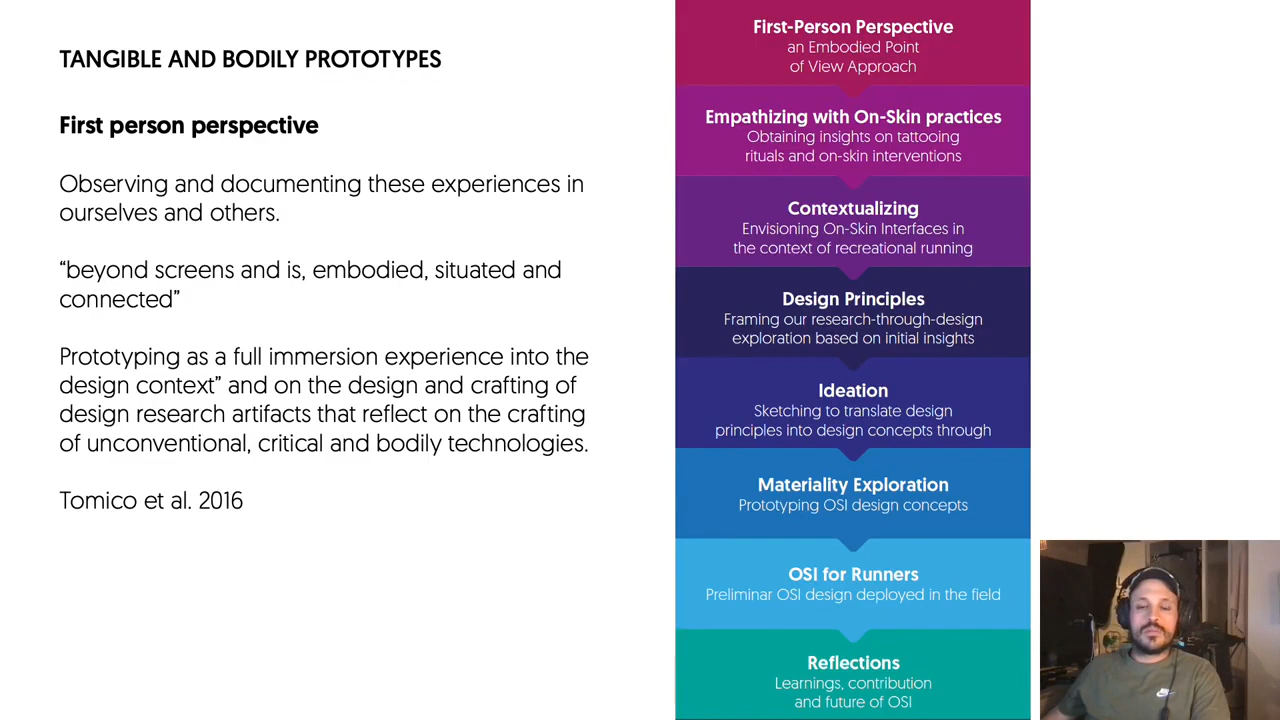 TANGIBLE AND BODILY PROTOTYPES
First person perspective
Observing and documenting these experiences in
ourselves and others.
“beyond screens and is, embodied, situated and
connected”
Prototyping as a full immersion experience into the
design context” and on the design and crafting of
design research artifacts that reflect on the crafting
of unconventional, critical and bodily technologies.
Tomico et al. 2016
First-Person Perspective
an Embodied Point
of View Approach
Empathizing with On-Skin practices
Obtaining insights on tattooing
rituals and on-skin interventions
Contextualizing
Envisioning On-Skin Interfaces in
the context of recreational running
Design Principles
Framing our research-through-design
exploration based on initial insights
Ideation
Sketching to translate design
principles into design concepts through
Materiality Exploration
Prototyping OSI design concepts
OSI for Runners
Preliminar OSI design deployed in the field
Reflections
Learnings, contribution
and future of OSI